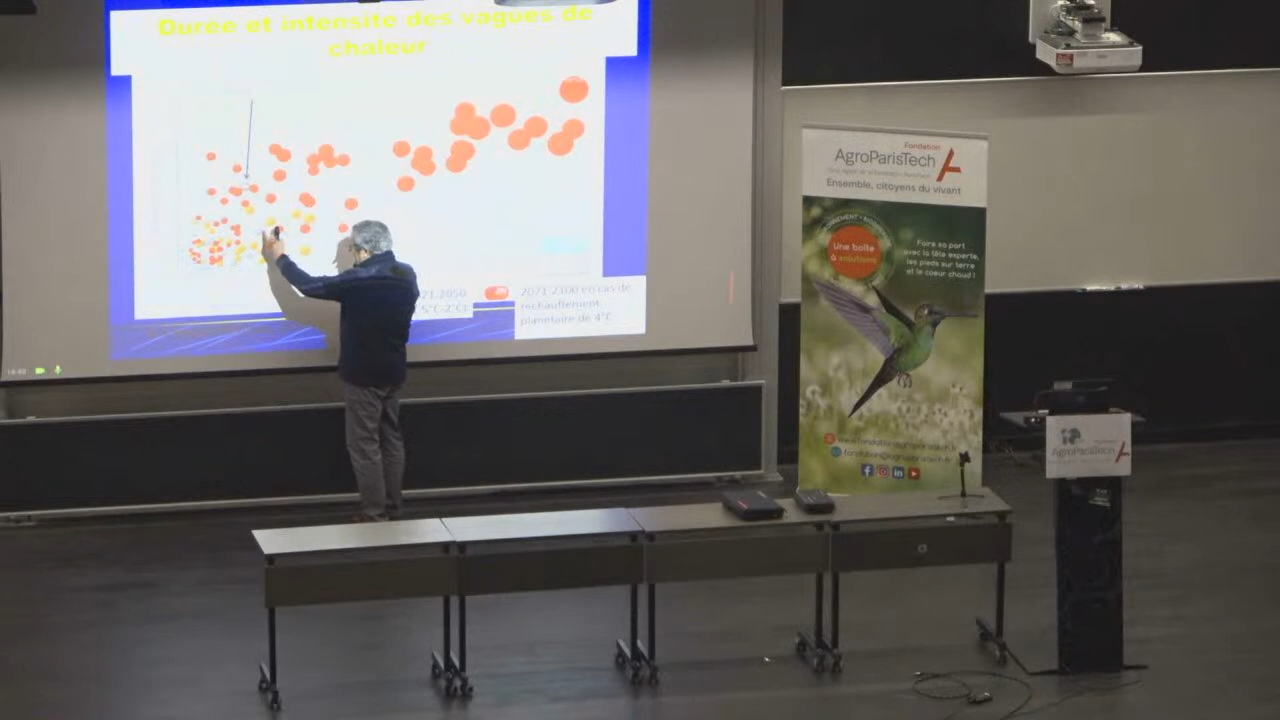 Durée et intensité des vagues de
chaleur
2071-2100 en cas de
réchauffement
planétaire de 4°C
Fondation
AgroParisTech
Ensemble, citoyens du vivant
Une boîte
à solutions
Faire sa part
avec la tête experte,
les pieds sur terre
et le coeur chaud !
AgroParisTech